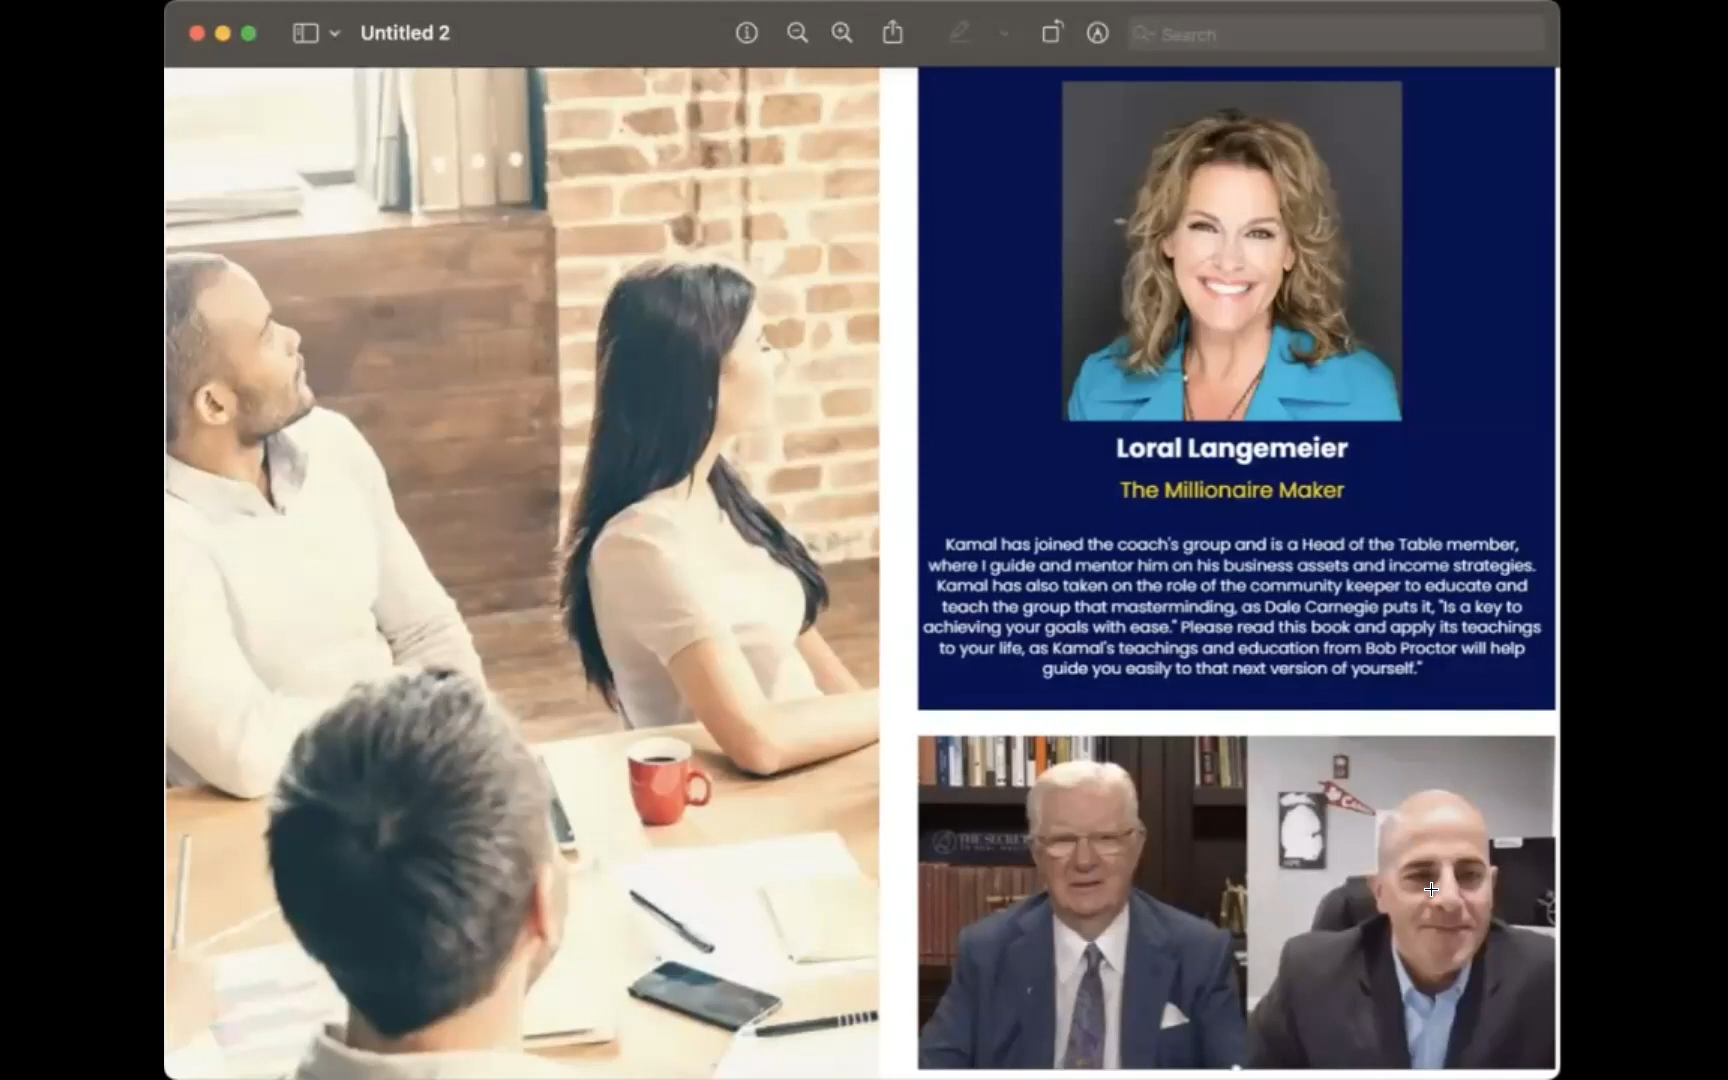 Untitled 2
Search
Loral Langemeier
The Millionaire Maker
Kamal has joined the coach's group and is a Head of the Table member,
where I guide and mentor him on his business assets and income strategies.
Kamal has also taken on the role of the community keeper to educate and
teach the group that masterminding, as Dale Carnegie puts it, "Is a key to
achieving your goals with ease." Please read this book and apply its teachings
to your life, as Kamal's teachings and education from Bob Proctor will help
guide you easily to that next version of yourself."
THE SECRET